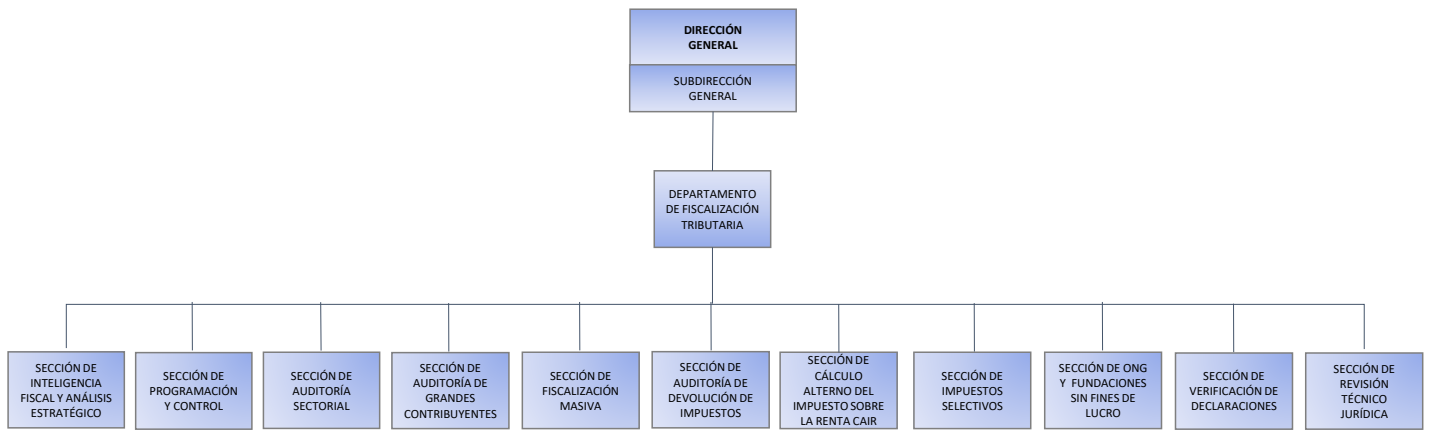 DIRECCIÓN
GENERAL
SUBDIRECCIÓN
GENERAL
DEPARTAMENTO
DE FISCALIZACIÓN
TRIBUTARIA
SECCIÓN DE
INTELIGENCIA
FISCAL Y ANÁLISIS
ESTRATÉGICO
SECCIÓN DE
PROGRAMACIÓN
Y CONTROL
SECCIÓN DE
AUDITORÍA
SECTORIAL
SECCIÓN DE
AUDITORÍA DE
GRANDES
CONTRIBUYENTES
SECCIÓN DE
FISCALIZACIÓN
MASIVA
SECCIÓN DE
AUDITORÍA DE
DEVOLUCIÓN DE
IMPUESTOS
SECCIÓN DE
CÁLCULO
ALTERNO DEL
IMPUESTO SOBRE
LA RENTA CAIR
SECCIÓN DE
IMPUESTOS
SELECTIVOS
SECCIÓN DE ONG
Y FUNDACIONES
SIN FINES DE
LUCRO
SECCIÓN DE
VERIFICACIÓN DE
DECLARACIONES
SECCIÓN DE
REVISIÓN
TÉCNICO
JURÍDICA